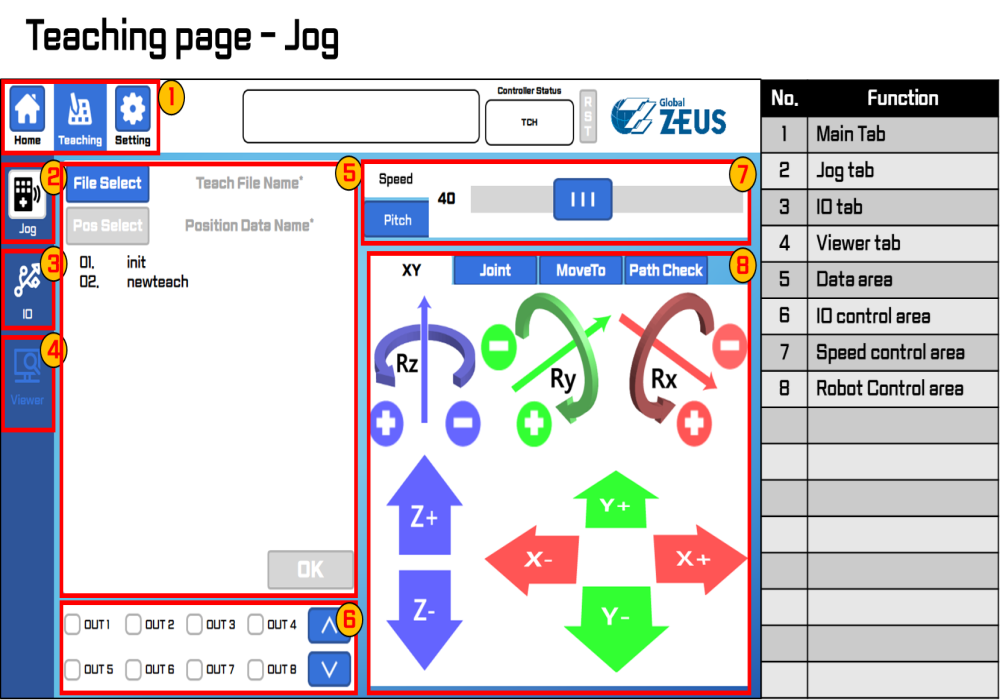 Teaching page - Jog
Home
Teaching
Setting
1
Controller Status
TCH
RST
Global
ZEUS
2
Jog
3
IO
4
Viewer
5
File Select
Teach File Name*
Pos Select
Position Data Name*
01. init
02. newteach
OK
6
OUT 1 OUT 2 OUT 3 OUT 4
OUT 5 OUT 6 OUT 7 OUT 8
7
Speed
40
Pitch
8
XY Joint MoveTo Path Check
Rz
Ry
Rx
Z+
Z-
Y+
X-
X+
Y-
No. Function
1 Main Tab
2 Jog tab
3 IO tab
4 Viewer tab
5 Data area
6 IO control area
7 Speed control area
8 Robot Control area